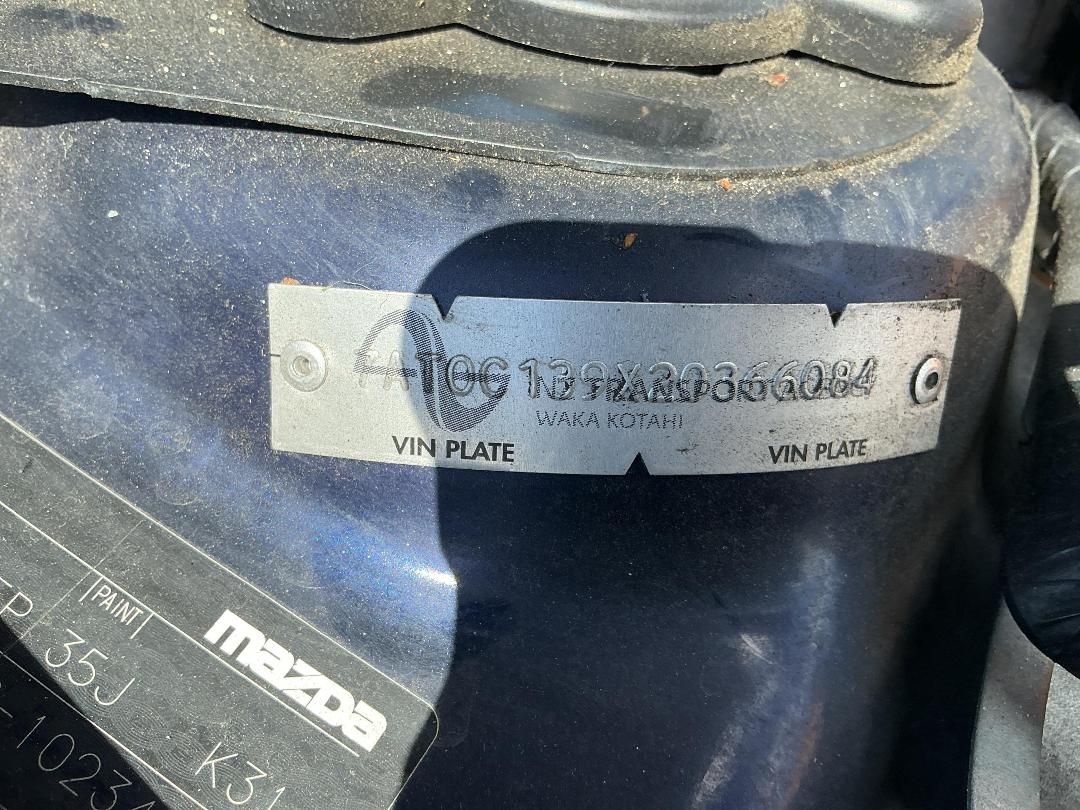 7AT0C139X20366084
NZ TRANSPORT AGENCY
WAKA KOTAHI
VIN PLATE VIN PLATE
PAINT mazda
35J K31